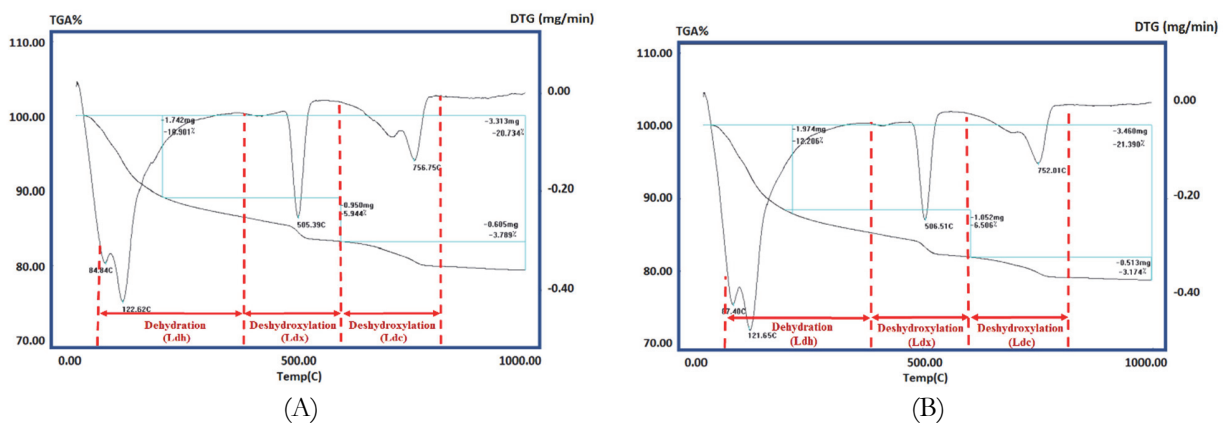 TGA%
DTG (mg/min)
110.00
100.00
90.00
80.00
70.00
0.00
-0.20
-0.40
-1.742mg
-10.901%
-3.313mg
-20.734%
756.75C
-0.950mg
-5.944%
505.39C
-0.605mg
-3.789%
84.84C
122.62C
Dehydration
(Ldh)
Deshydroxylation
(Ldx)
Deshydroxylation
(Ldc)
0.00
500.00
1000.00
Temp(C)
(A)
TGA%
DTG (mg/min)
110.00
100.00
90.00
80.00
70.00
0.00
-0.20
-0.40
-1.974mg
-12.206%
-3.460mg
-21.390%
752.01C
-1.052mg
-6.506%
506.51C
-0.513mg
-3.174%
87.40C
121.65C
Dehydration
(Ldh)
Deshydroxylation
(Ldx)
Deshydroxylation
(Ldc)
0.00
500.00
1000.00
Temp(C)
(B)